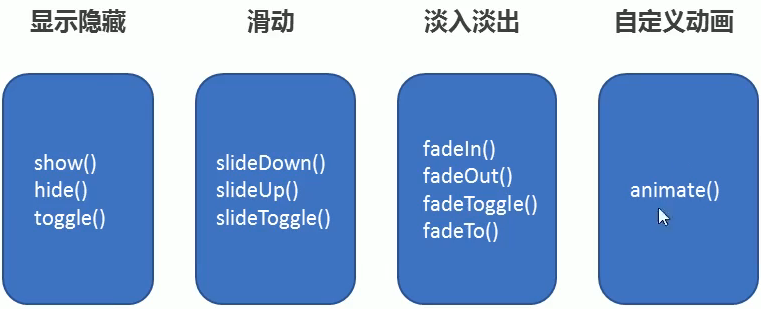 显示隐藏
滑动
淡入淡出
自定义动画
show()
hide()
toggle()
slideDown()
slideUp()
slideToggle()
fadeIn()
fadeOut()
fadeToggle()
fadeTo()
animate()